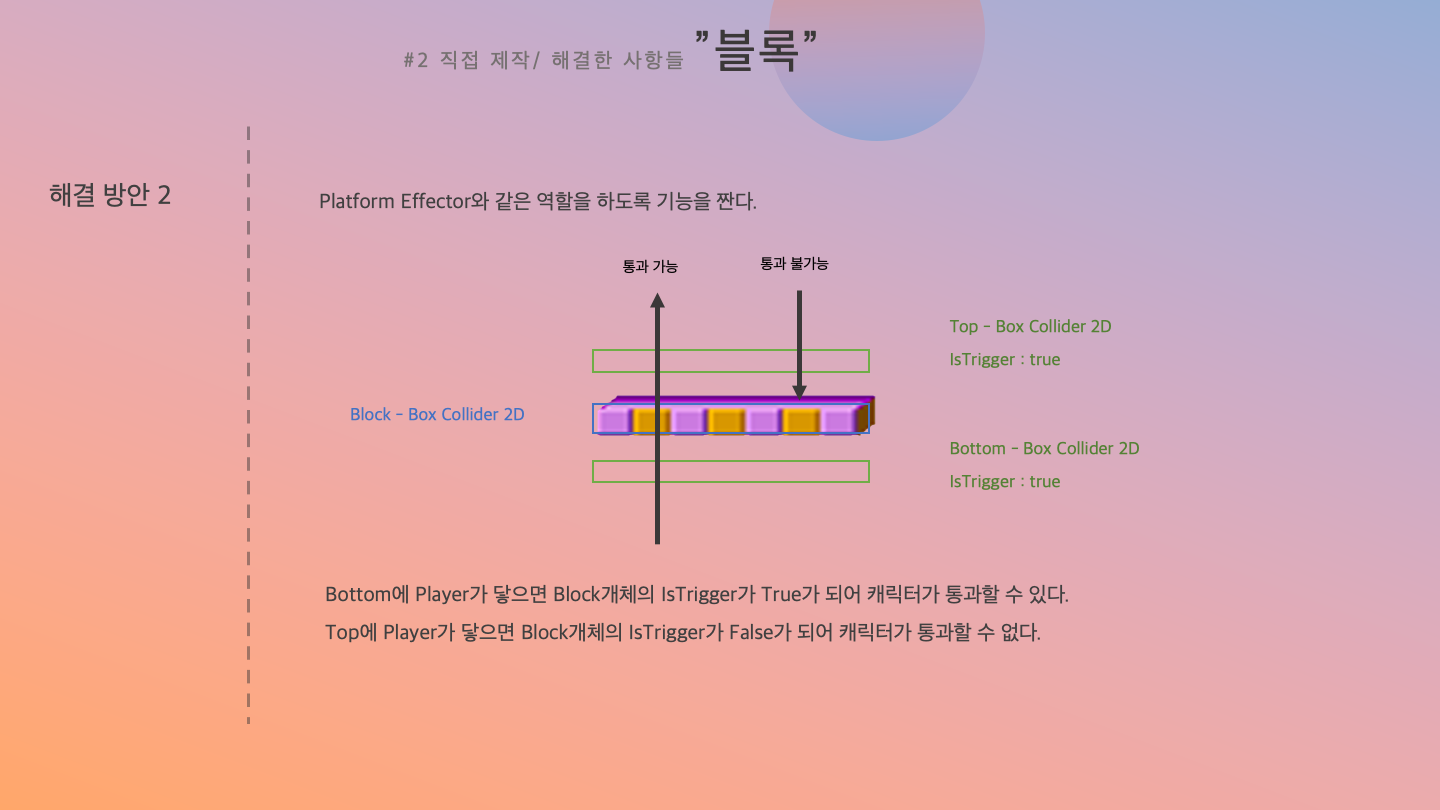 #2 직접 제작/ 해결한 사항들 ”블록”
해결 방안 2
Platform Effector와 같은 역할을 하도록 기능을 짠다.
통과 가능
통과 불가능
Top - Box Collider 2D
IsTrigger : true
Block - Box Collider 2D
Bottom - Box Collider 2D
IsTrigger : true
Bottom에 Player가 닿으면 Block개체의 IsTrigger가 True가 되어 캐릭터가 통과할 수 있다.
Top에 Player가 닿으면 Block개체의 IsTrigger가 False가 되어 캐릭터가 통과할 수 없다.